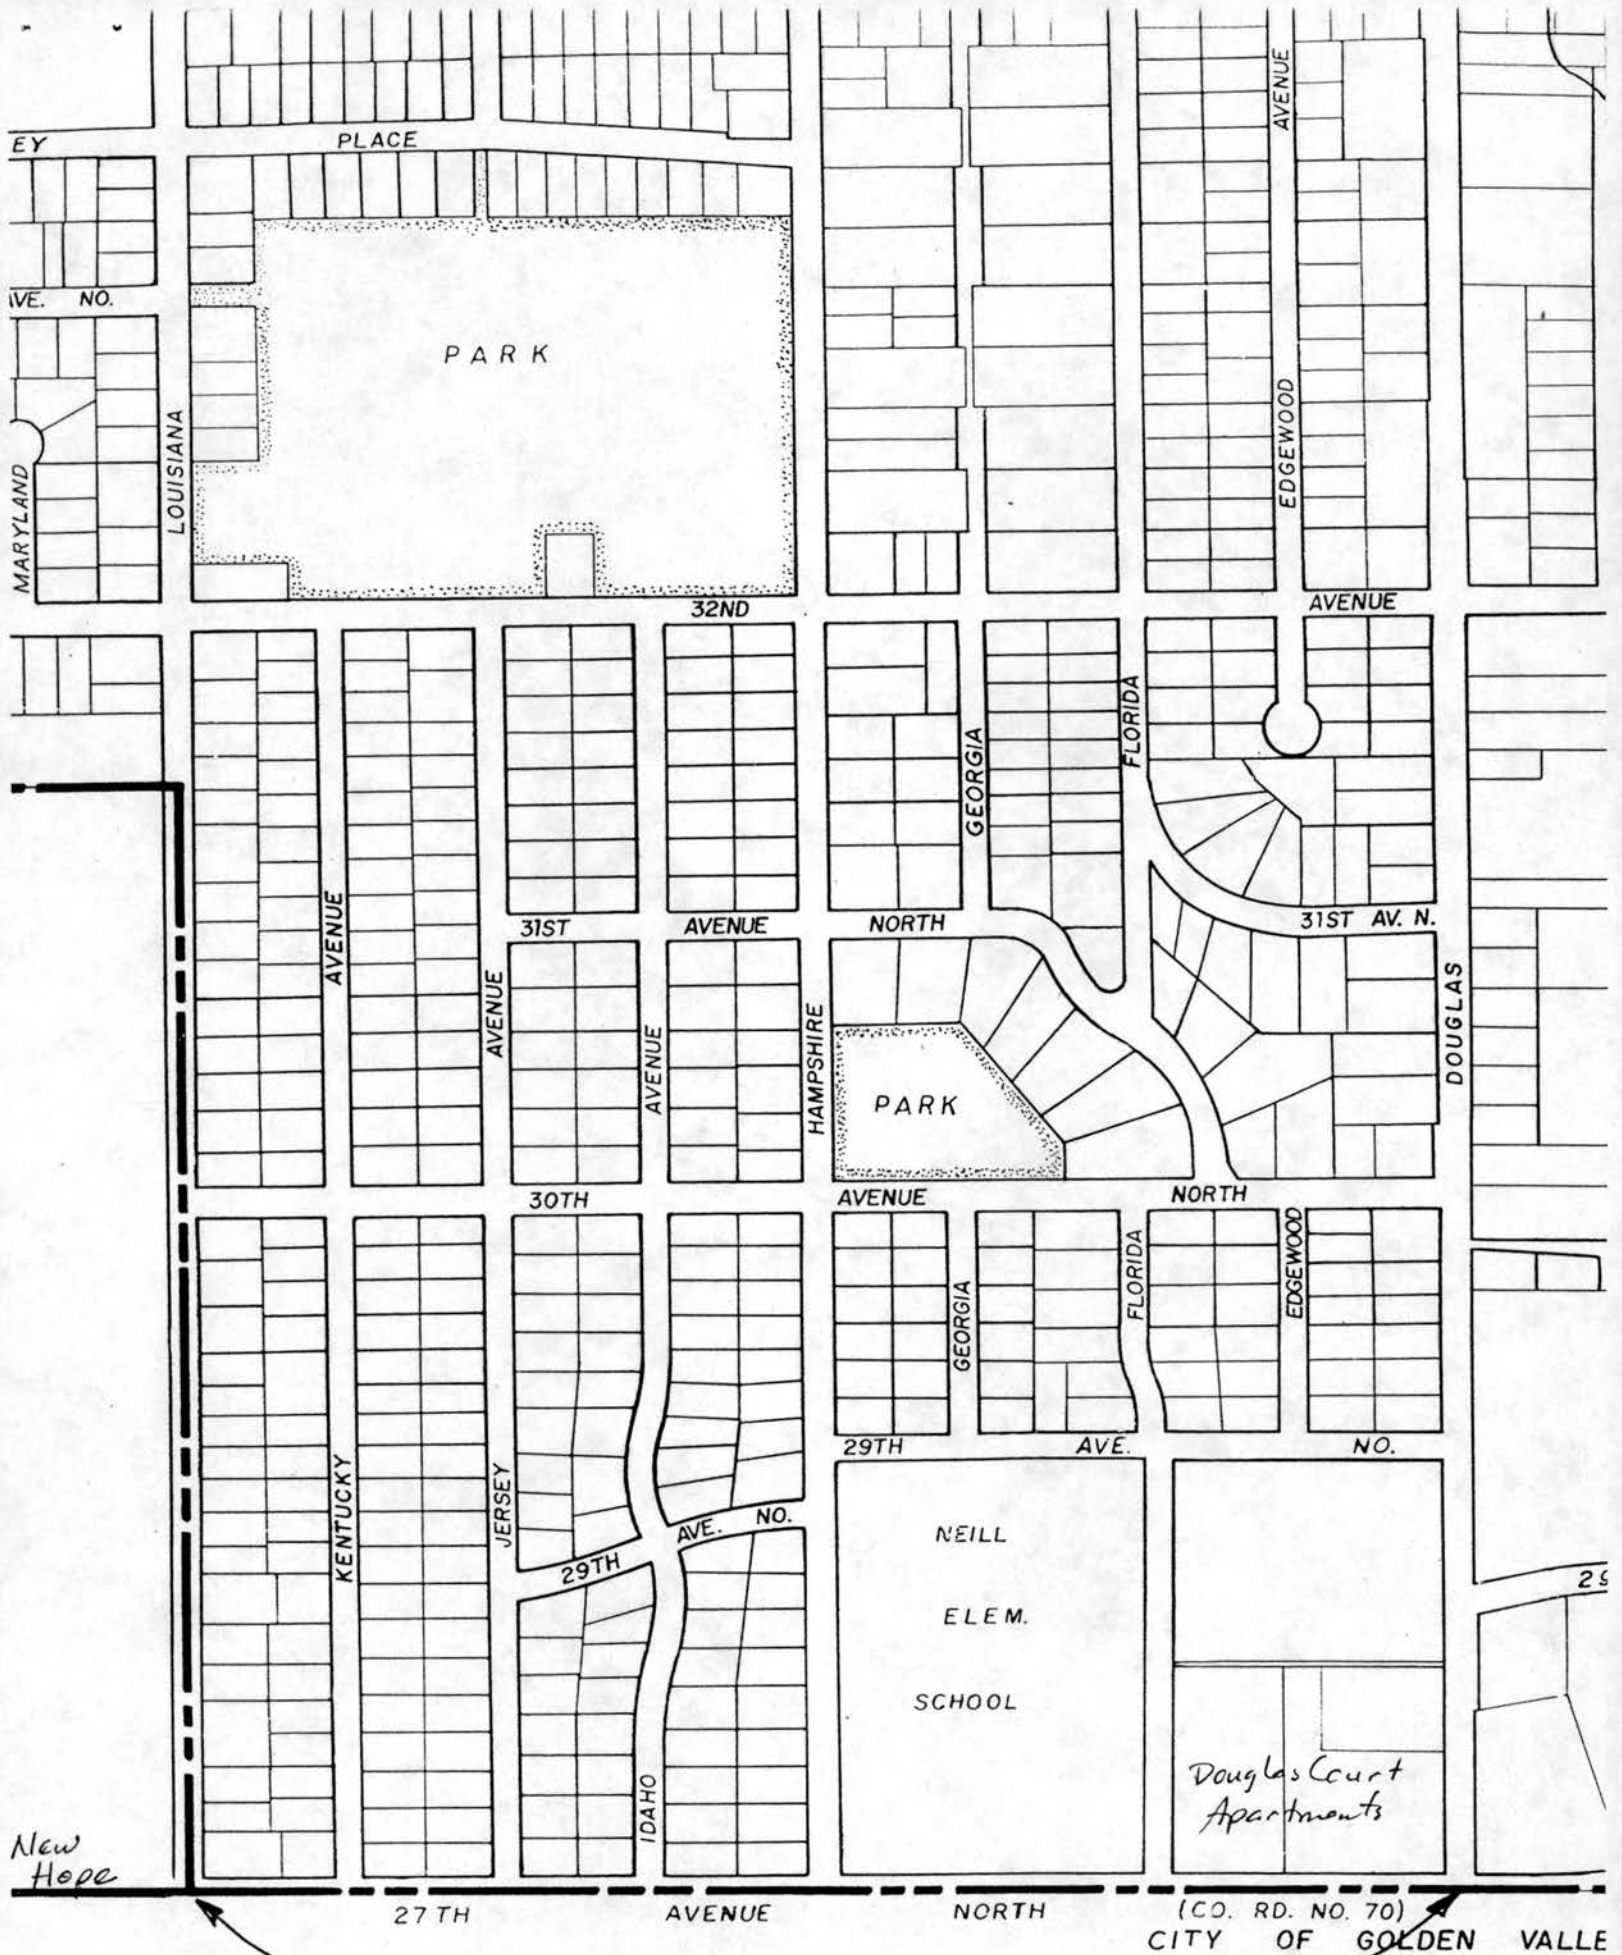 AVENUE
EY
PLACE
AVE. NO.
PARK
LOUISIANA
MARYLAND
EDGEWOOD
32ND
AVENUE
FLORIDA
GEORGIA
AVENUE
31ST
AVENUE
NORTH
31ST AV. N.
AVENUE
AVENUE
HAMPSHIRE
DOUGLAS
PARK
30TH
AVENUE
NORTH
GEORGIA
FLORIDA
EDGEWOOD
29TH
AVE.
NO.
KENTUCKY
JERSEY
29TH
AVE. NO.
NEILL
ELEM.
SCHOOL
29
IDAHO
Douglas Court
Apartments
New
Hope
27TH
AVENUE
NORTH
(CO. RD. NO. 70)
CITY OF GOLDEN VALLE